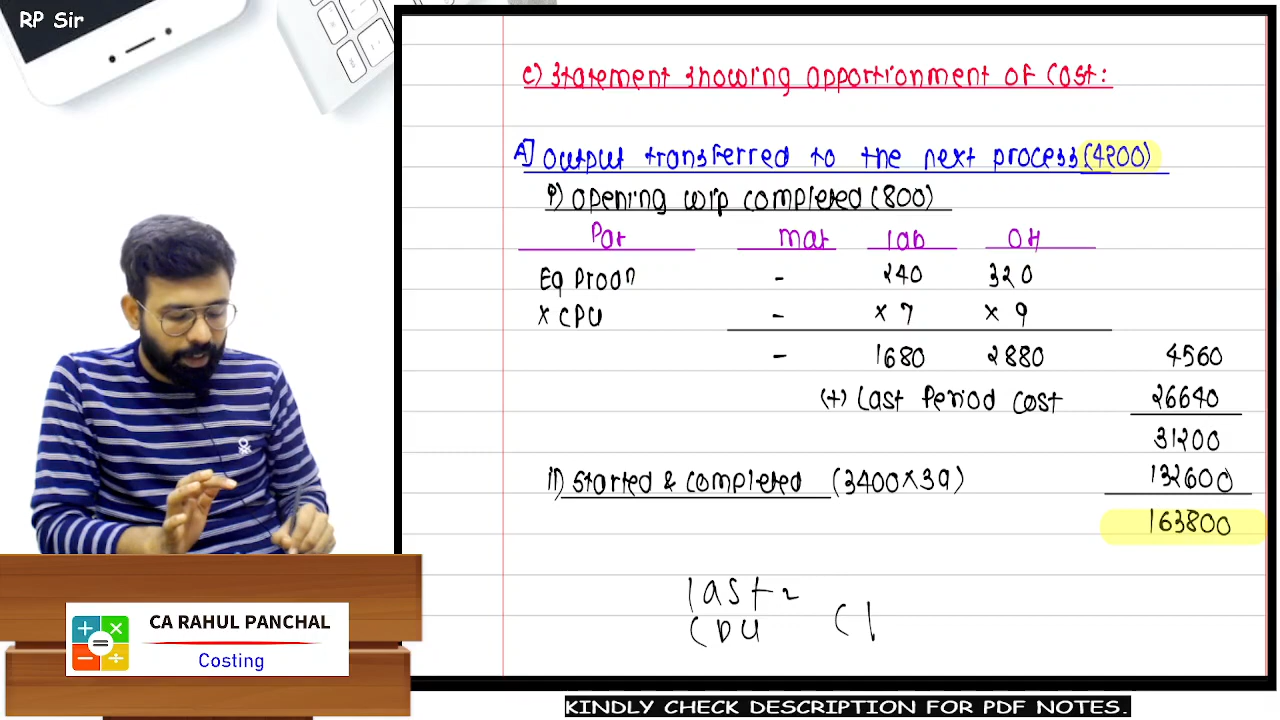 RP Sir
C) Statement showing apportionment of Cost:
A] Output transferred to the next process (4200)
i) Opening wip completed (800)
Par Mat lab OH
Eq Prodn - 240 320
x CPU - x 7 x 9
- 1680 2880 4560
(+) Last Period cost 26640
31200
ii) Started & completed (3400x39) 132600
163800
last
CPU (
CA RAHUL PANCHAL
Costing
KINDLY CHECK DESCRIPTION FOR PDF NOTES.